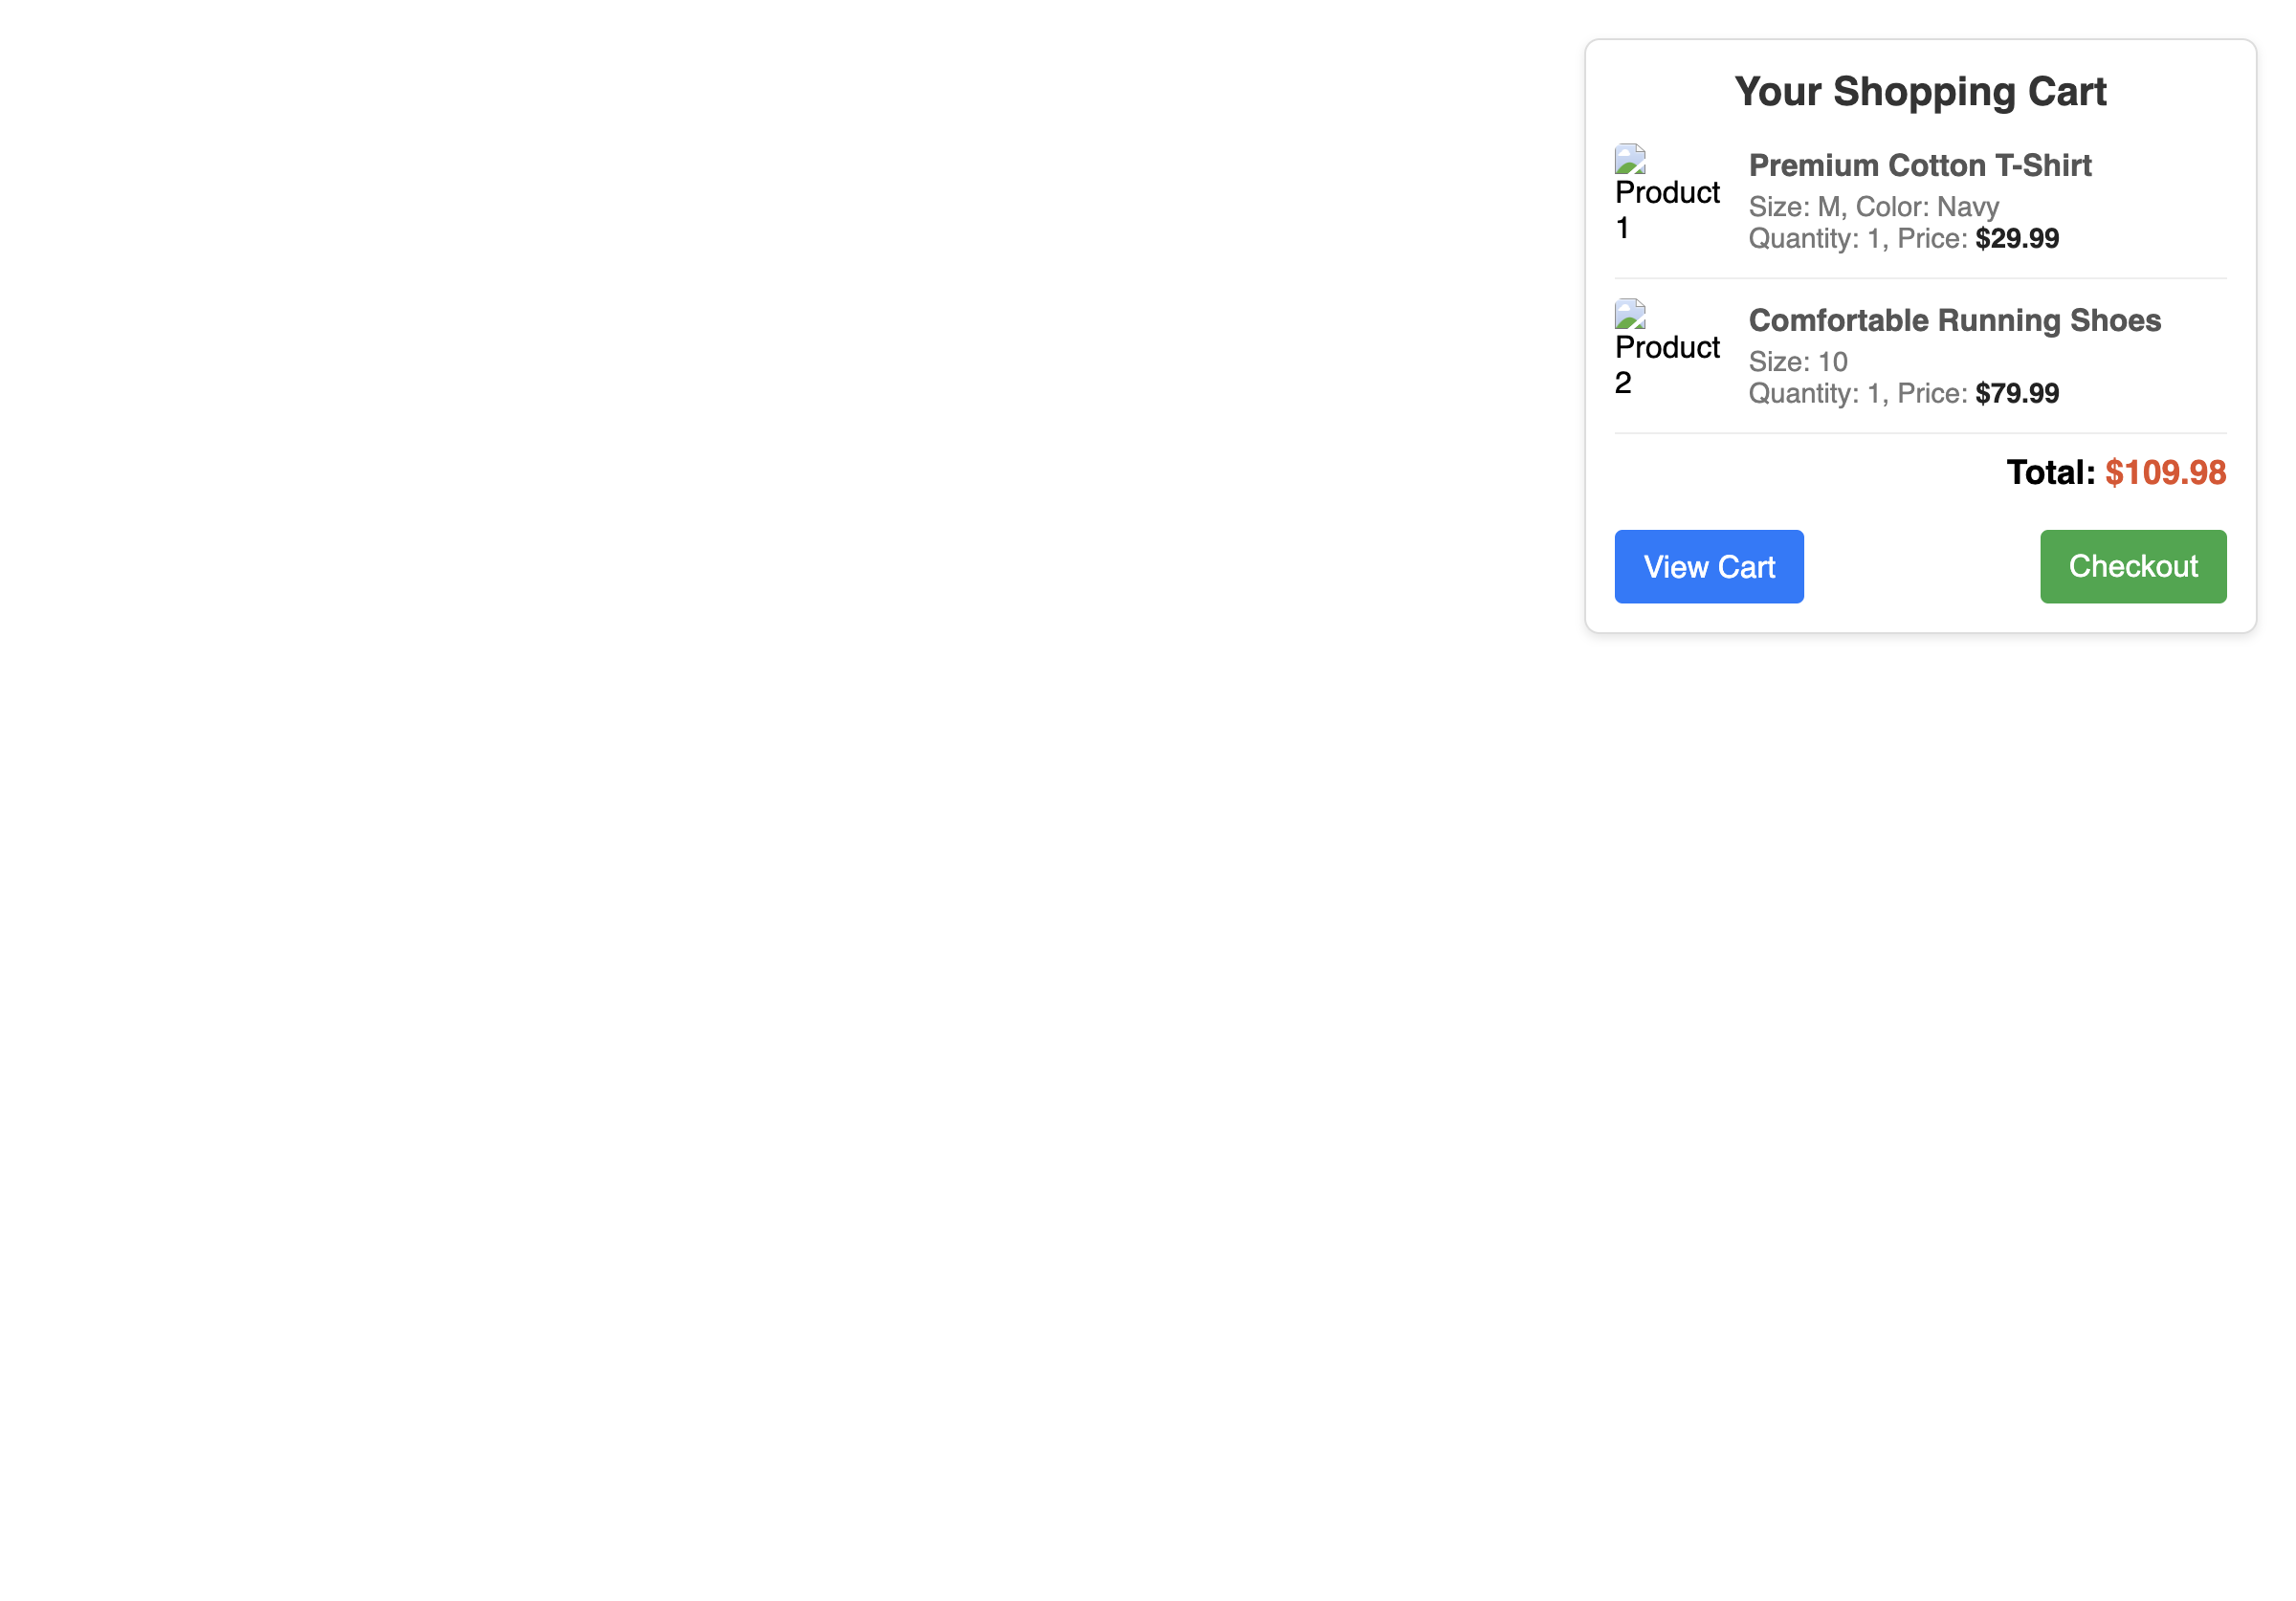 Your Shopping Cart
Product
1
Premium Cotton T-Shirt
Size: M, Color: Navy
Quantity: 1, Price: $29.99
Product
2
Comfortable Running Shoes
Size: 10
Quantity: 1, Price: $79.99
Total: $109.98
View Cart
Checkout